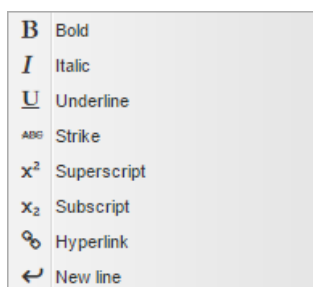 B Bold
I Italic
U Underline
ABC Strike
x² Superscript
x₂ Subscript
Hyperlink
New line